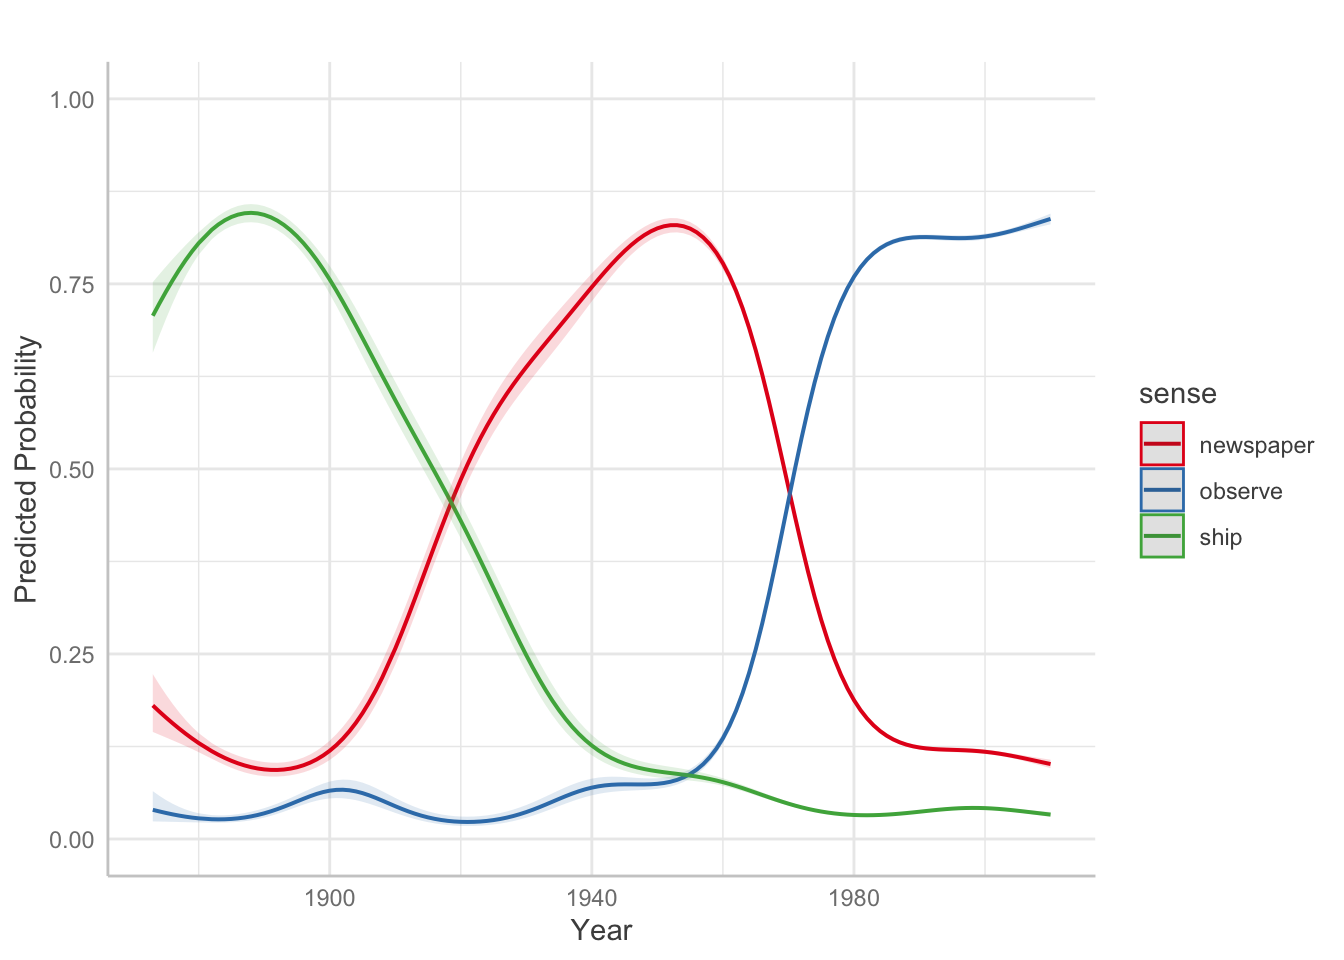 1.00
0.75
0.50
0.25
0.00
Predicted Probability
1900 1940 1980
Year
sense
newspaper
observe
ship